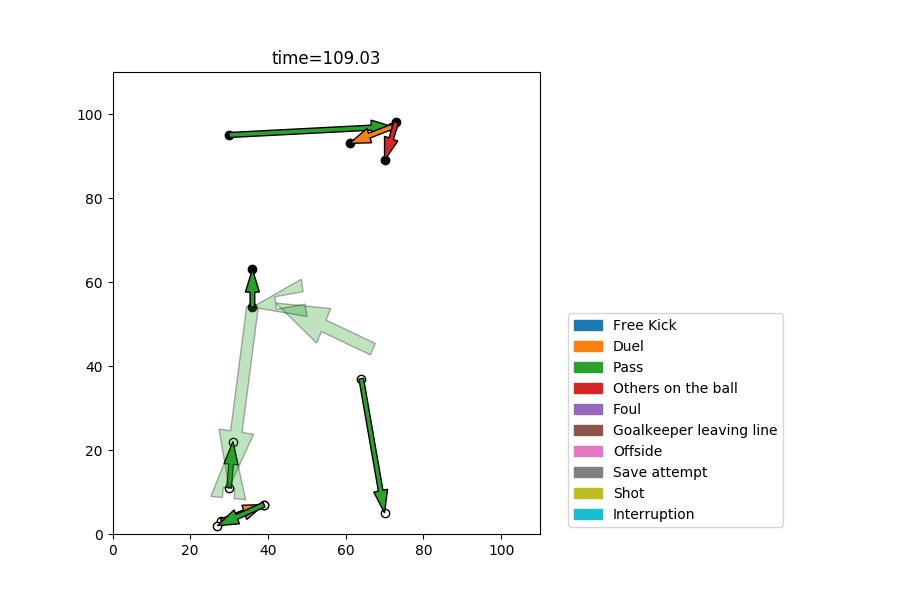 time=109.03
100
80
60
40
20
0
0 20 40 60 80 100
Free Kick
Duel
Pass
Others on the ball
Foul
Goalkeeper leaving line
Offside
Save attempt
Shot
Interruption